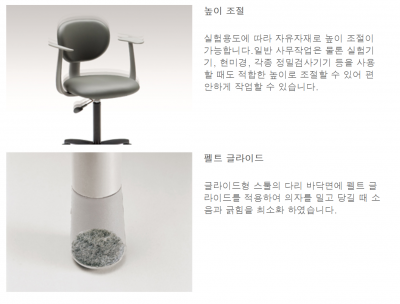 높이 조절
실험용도에 따라 자유자재로 높이 조절이
가능합니다.일반 사무작업은 물론 실험기
기, 현미경, 각종 정밀검사기기 등을 사용
할 때도 적합한 높이로 조절할 수 있어 편
안하게 작업할 수 있습니다.
펠트 글라이드
글라이드형 스툴의 다리 바닥면에 펠트 글
라이드를 적용하여 의자를 밀고 당길 때 소
음과 긁힘을 최소화 하였습니다.